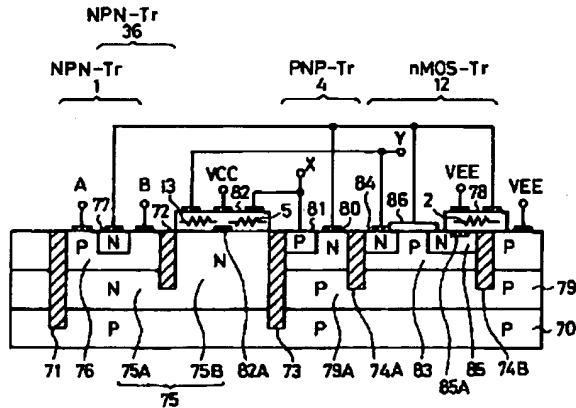 NPN-Tr
36
NPN-Tr
1
PNP-Tr
4
nMOS-Tr
12
A
77
B
72
13
VCC
82
5
X
81
80
84
86
Y
2
VEE
78
VEE
P
N
N
P
N
P
N
P
N
P
N
P
P
P
P
P
P
79
70
71
76
75A
75B
75
82A
73
79A
74A
83
85A
85
74B